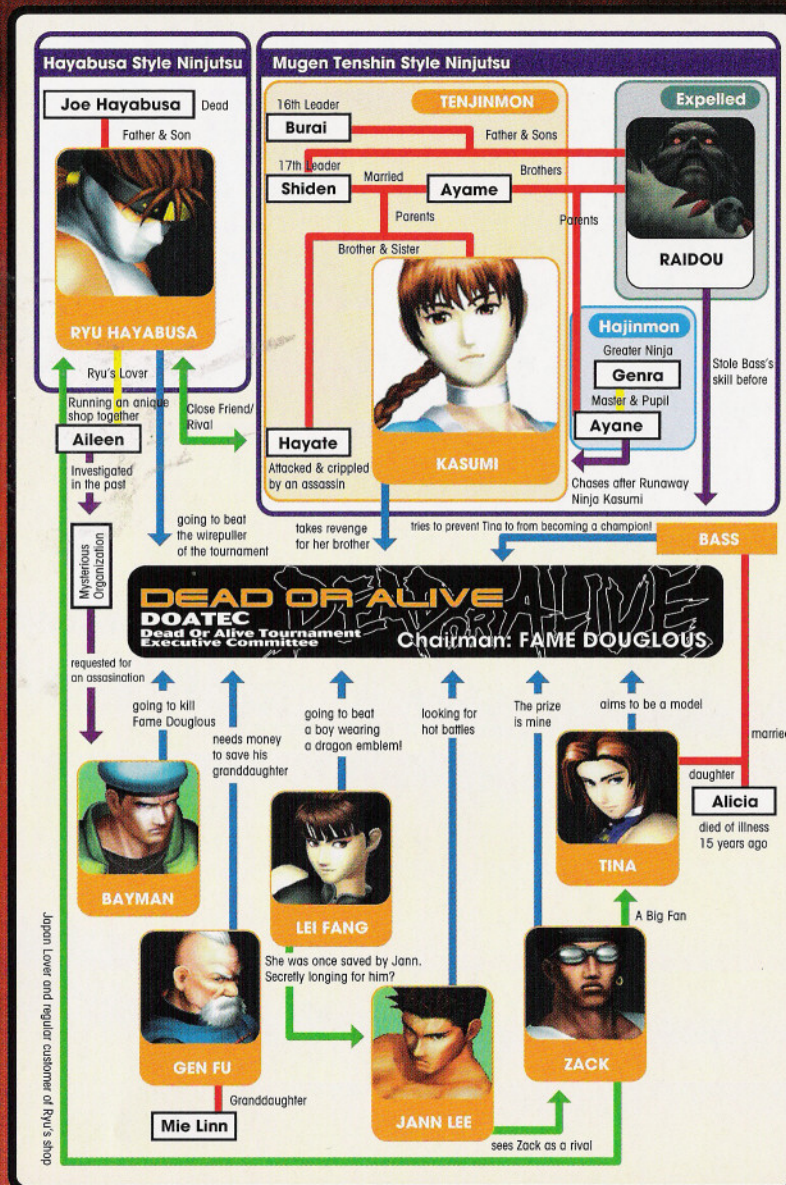 Hayabusa Style Ninjutsu
Joe Hayabusa
Dead
Father & Son
RYU HAYABUSA
Ryu's Lover
Running an anique
shop together
Aileen
Investigated
in the past
Close Friend/
Rival
Mugen Tenshin Style Ninjutsu
TENJINMON
16th Leader
Burai
Father & Sons
17th Leader
Shiden
Married
Ayame
Brothers
Parents
Parents
Brother & Sister
Hayate
Attacked & crippled
by an assassin
KASUMI
Expelled
RAIDOU
Hajinmon
Greater Ninja
Genra
Master & Pupil
Ayane
Chases after Runaway
Ninja Kasumi
Stole Bass's
skill before
Mysterious
Organization
going to beat
the wirepuller
of the tournament
takes revenge
for her brother
tries to prevent Tina to from becoming a champion!
BASS
DEAD OR ALIVE
DEAD OR ALIVE
DOATEC
Dead Or Alive Tournament
Executive Committee
Chairman: FAME DOUGLOUS
requested for
an assasination
going to kill
Fame Douglous
needs money
to save his
granddaughter
going to beat
a boy wearing
a dragon emblem!
looking for
hot battles
The prize
is mine
aims to be a model
married
daughter
Alicia
died of illness
15 years ago
BAYMAN
LEI FANG
TINA
A Big Fan
She was once saved by Jann.
Secretly longing for him?
GEN FU
Granddaughter
Mie Linn
JANN LEE
ZACK
sees Zack as a rival
Japan Lover and regular customer of Ryu's shop